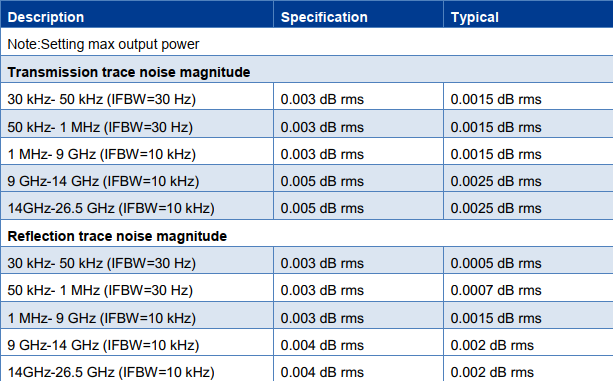 Description Specification Typical
Note:Setting max output power
Transmission trace noise magnitude
30 kHz- 50 kHz (IFBW=30 Hz) 0.003 dB rms 0.0015 dB rms
50 kHz- 1 MHz (IFBW=30 Hz) 0.003 dB rms 0.0015 dB rms
1 MHz- 9 GHz (IFBW=10 kHz) 0.003 dB rms 0.0015 dB rms
9 GHz-14 GHz (IFBW=10 kHz) 0.005 dB rms 0.0025 dB rms
14GHz-26.5 GHz (IFBW=10 kHz) 0.005 dB rms 0.0025 dB rms
Reflection trace noise magnitude
30 kHz- 50 kHz (IFBW=30 Hz) 0.003 dB rms 0.0005 dB rms
50 kHz- 1 MHz (IFBW=30 Hz) 0.003 dB rms 0.0007 dB rms
1 MHz- 9 GHz (IFBW=10 kHz) 0.003 dB rms 0.0015 dB rms
9 GHz-14 GHz (IFBW=10 kHz) 0.004 dB rms 0.002 dB rms
14GHz-26.5 GHz (IFBW=10 kHz) 0.004 dB rms 0.002 dB rms